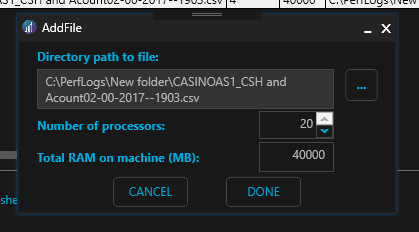 AS1_CSH and Acount02-00-2017--1903.csv 4 40000 C:\PerfLogs\New folder\CAS
AddFile
Directory path to file:
C:\PerfLogs\New folder\CASINOAS1_CSH and
Acount02-00-2017--1903.csv
...
Number of processors:
20
Total RAM on machine (MB):
40000
CANCEL DONE
she